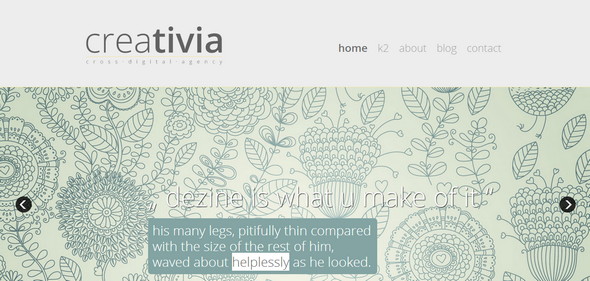 creativia
cross digital agency
home k2 about blog contact
„ dezine is what u make of it “
his many legs, pitifully thin compared
with the size of the rest of him,
waved about helplessly as he looked.